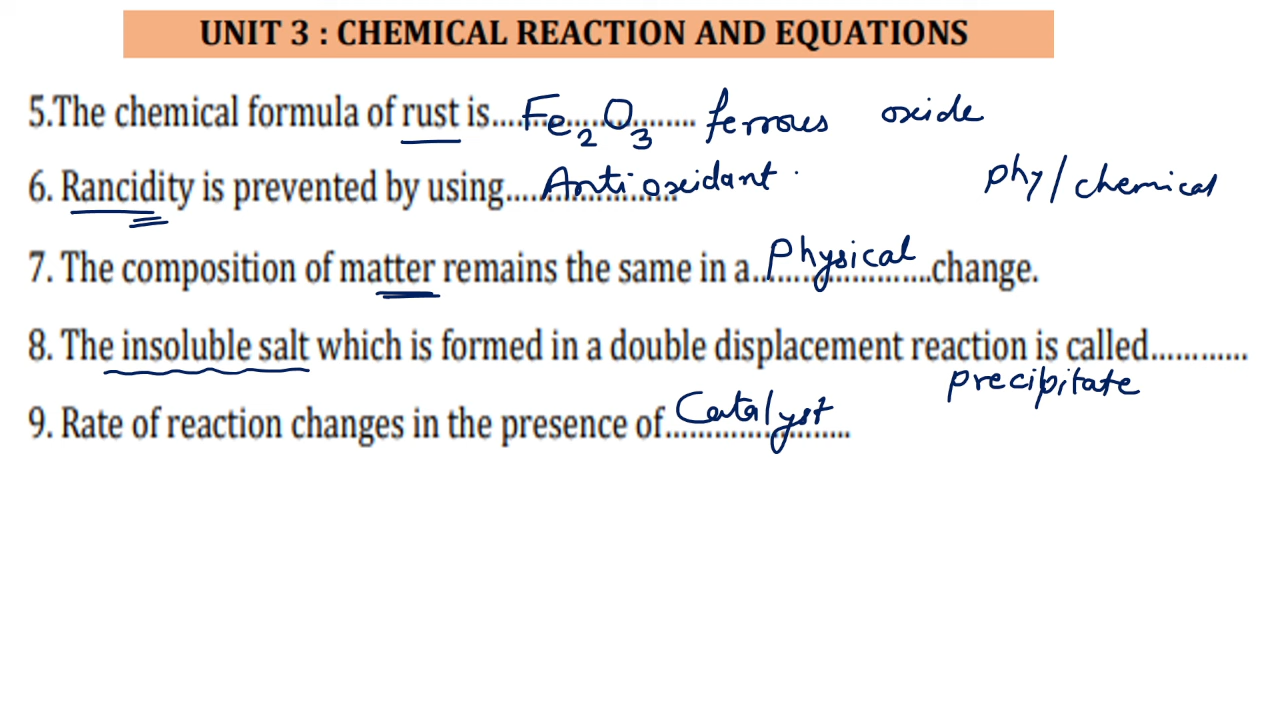 UNIT 3 : CHEMICAL REACTION AND EQUATIONS
5.The chemical formula of rust is.... Fe2O3 .... ferrous oxide
6. Rancidity is prevented by using.... Antioxidant ....
phy/chemical
7. The composition of matter remains the same in a.... Physical ....change.
8. The insoluble salt which is formed in a double displacement reaction is called............
precipitate
9. Rate of reaction changes in the presence of.... Catalyst ....